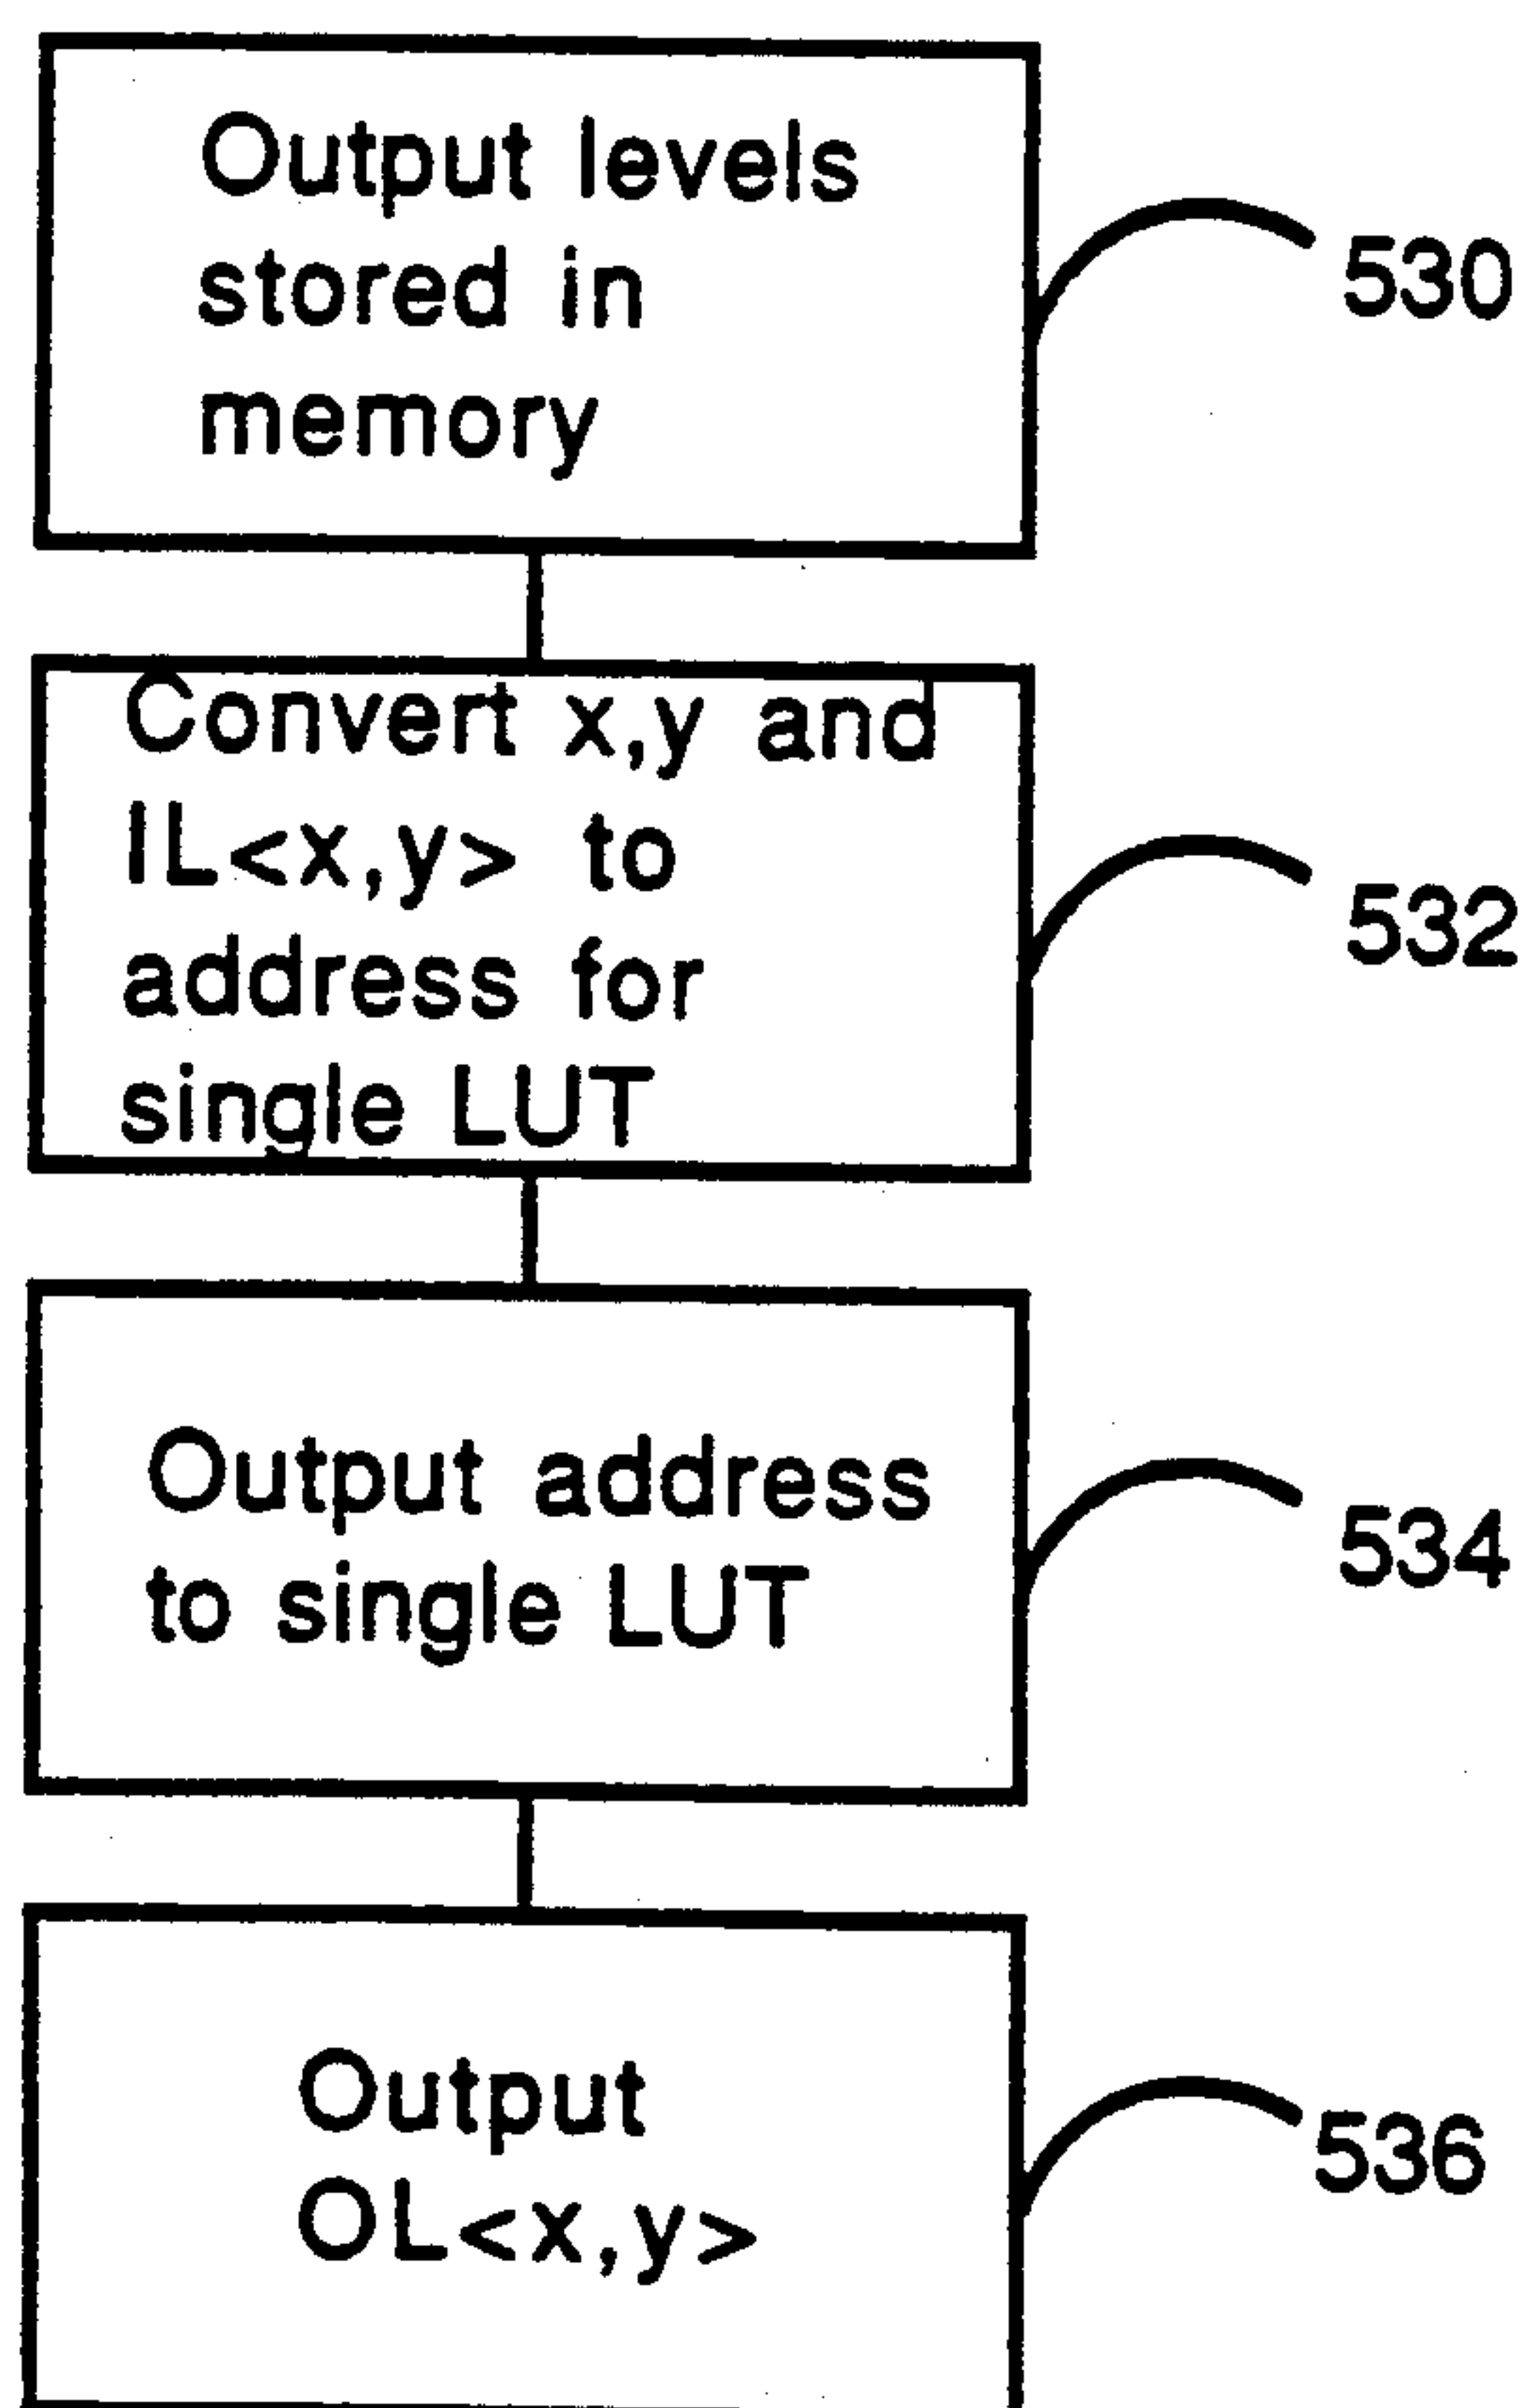 Output levels
stored in
memory
530
Convert x,y and
IL<x,y> to
address for
single LUT
532
Output address
to single LUT
534
Output
OL<x,y>
536